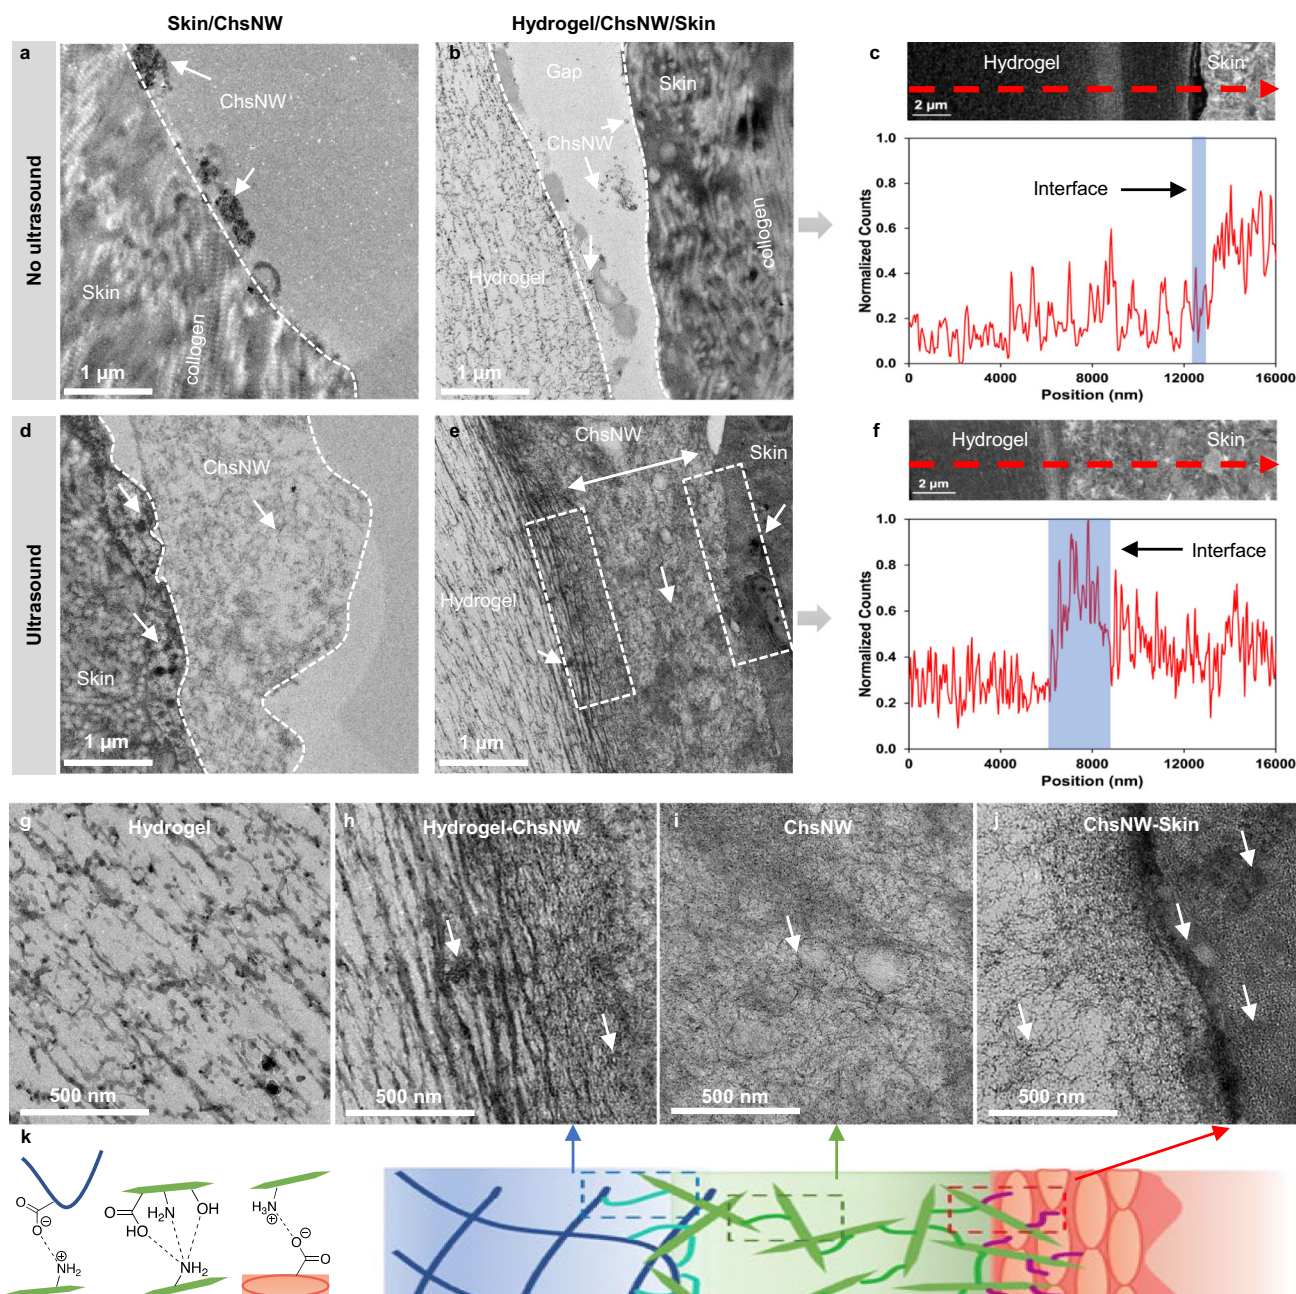 Skin/ChsNW
Hydrogel/ChsNW/Skin
No ultrasound
a
ChsNW
Skin
collagen
1 µm
b
Gap
Skin
ChsNW
Hydrogel
collagen
1 µm
c
Hydrogel
Skin
2 µm
1.0
0.8
0.6
0.4
0.2
0.0
Normalized Counts
Interface
0 4000 8000 12000 16000
Position (nm)
Ultrasound
d
ChsNW
Skin
1 µm
e
ChsNW
Skin
Hydrogel
1 µm
f
Hydrogel
Skin
2 µm
1.0
0.8
0.6
0.4
0.2
0.0
Normalized Counts
Interface
0 4000 8000 12000 16000
Position (nm)
g
Hydrogel
500 nm
h
Hydrogel-ChsNW
500 nm
i
ChsNW
500 nm
j
ChsNW-Skin
500 nm
k
O
O
⊖
⊕
NH₂
O
HO
H₂N
OH
NH₂
H₃N
⊕
O
⊖
O